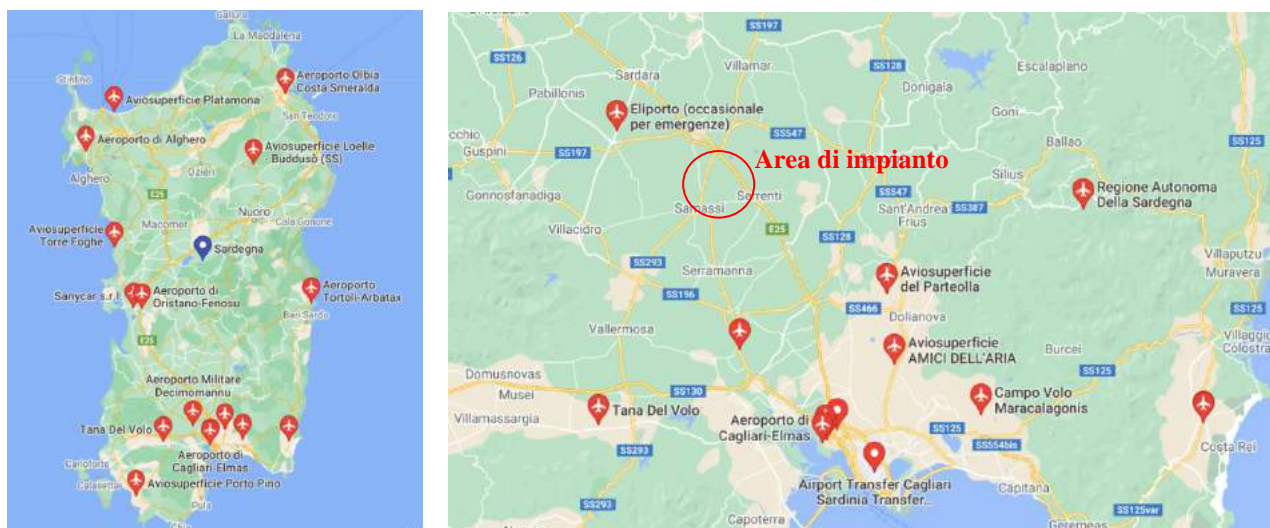 Gallura
La Maddalena
Stintino
Aeroporto Olbia
Costa Smeralda
Aviosuperficie Platamona
San Teodoro
Aeroporto di Alghero
Aviosuperficie Loelle
- Buddusò (SS)
Ozieri
Alghero
E25
Nuoro
Cala Gonone
Macomer
Aviosuperficie
Torre Foghe
Sardegna
Aeroporto
Tortolì-Arbatax
Sanycar s.r.l.
Aeroporto di
Oristano-Fenosu
Bari Sardo
E25
Aeroporto Militare
Decimomannu
Tana Del Volo
Aeroporto di
Cagliari-Elmas
Carloforte
Calasetta
Aviosuperficie Porto Pino
Pula
SS197
SS126
Villamar
SS128
Escalaplano
Sardara
Pabillonis
Donigala
Eliporto (occasionale
per emergenze)
Goni
Ballao
SS125
SS547
Guspini
SS197
Area di impianto
Silius
Gonnosfanadiga
Sorrenti
SS547
Regione Autonoma
Della Sardegna
Samassi
Sant'Andrea
Frius
SS387
Villacidro
E25
SS128
SS293
Serramanna
Villaputzu
Muravera
Aviosuperficie
del Parteolla
SS196
SS466
Dolianova
SS125
Vallermosa
Villaggio
Colostra
Aviosuperficie
AMICI DELL'ARIA
Burcei
SS125
Domusnovas
Musei
SS130
Campo Volo
Maracalagonis
Villamassargia
Tana Del Volo
Aeroporto di
Cagliari-Elmas
SS125
Costa Rei
SS293
SS554bis
Airport Transfer Cagliari
Sardinia Transfer...
Capitana
SS293
Capoterra
SS125var
Geremeas